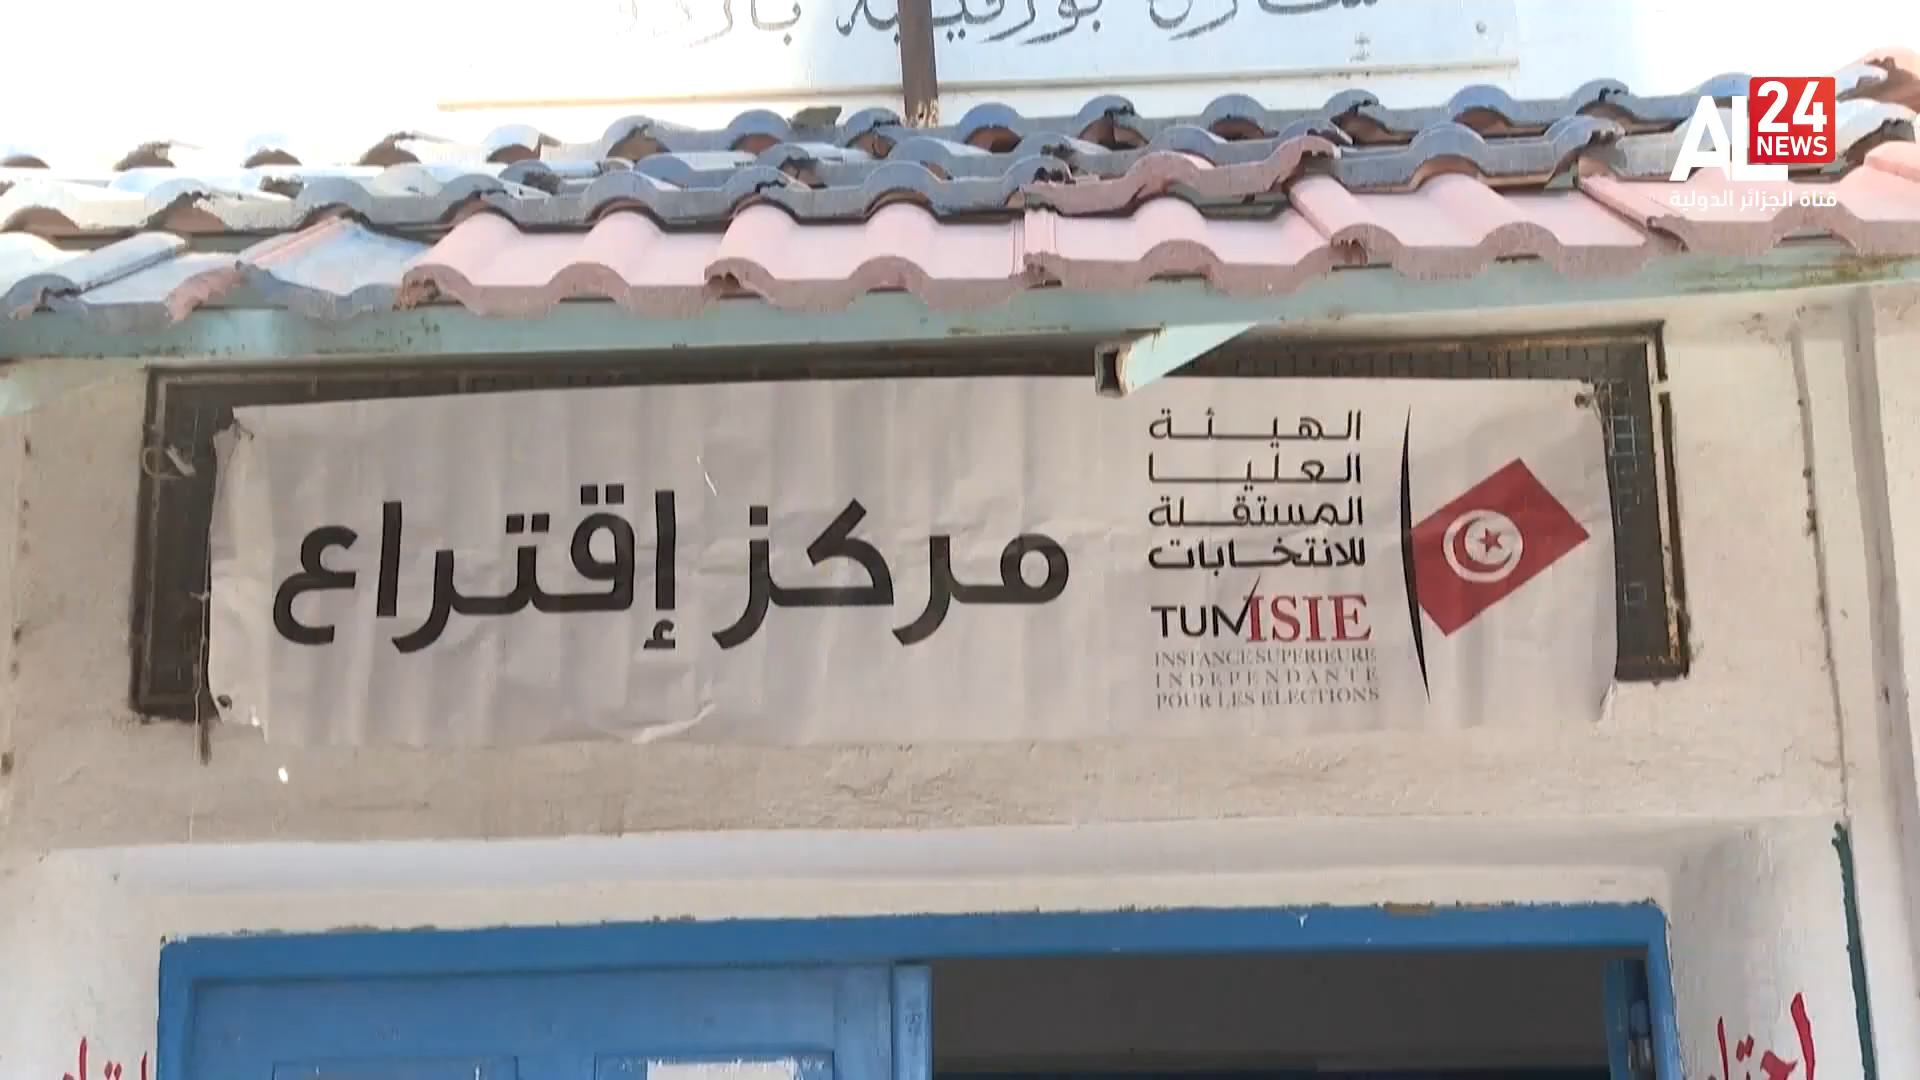 AL
24
NEWS
قناة الجزائر الدولية
الهيئة
العليا
المستقلة
للانتخابات
TUNISIE
INSTANCE SUPERIEURE
INDEPENDANTE
POUR LES ELECTIONS
مركز إقتراع